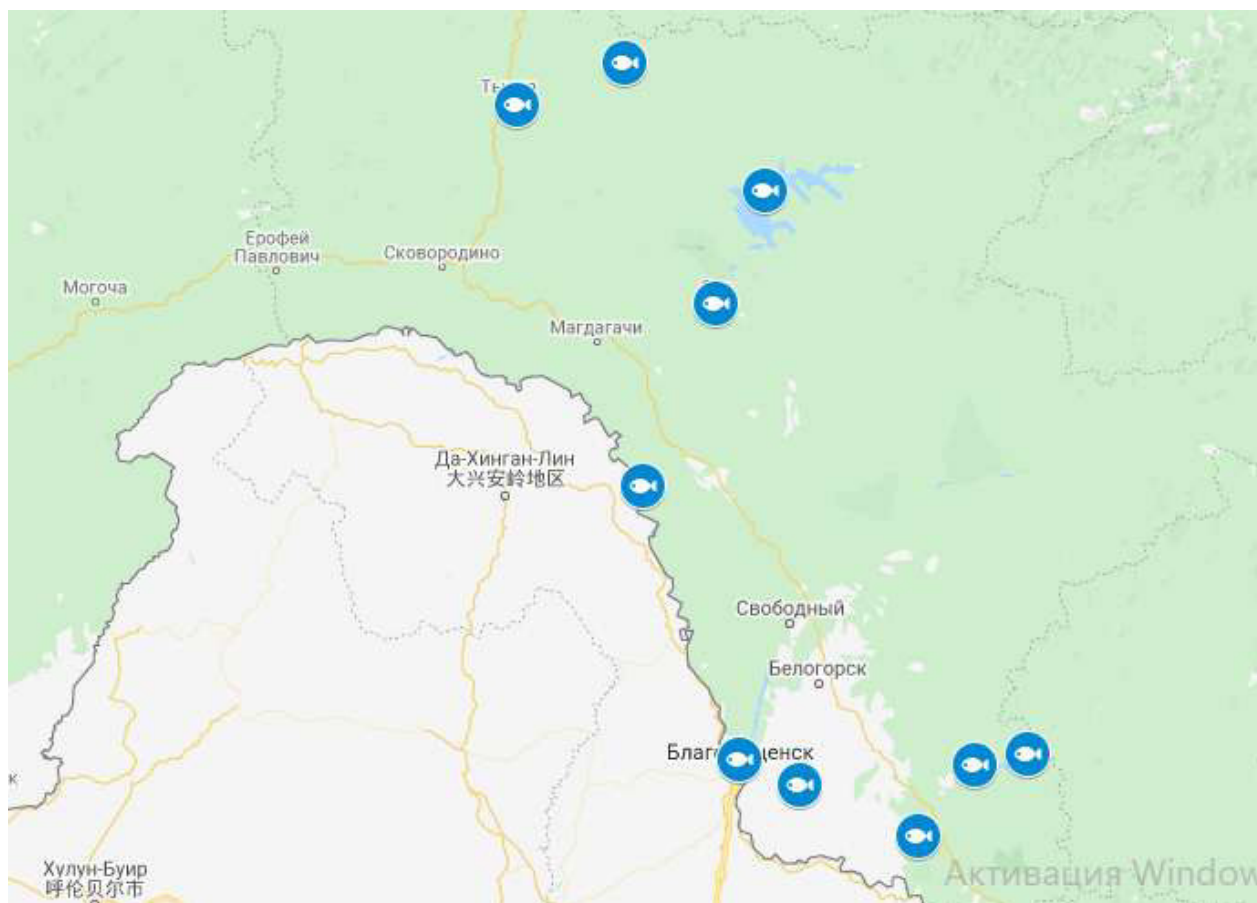 Ерофей
Павлович
Сковородино
Могоча
Магдагачи
Да-Хинган-Лин
大兴安岭地区
Свободный
Белогорск
к
Хулун-Буир
呼伦贝尔市
Активация Window